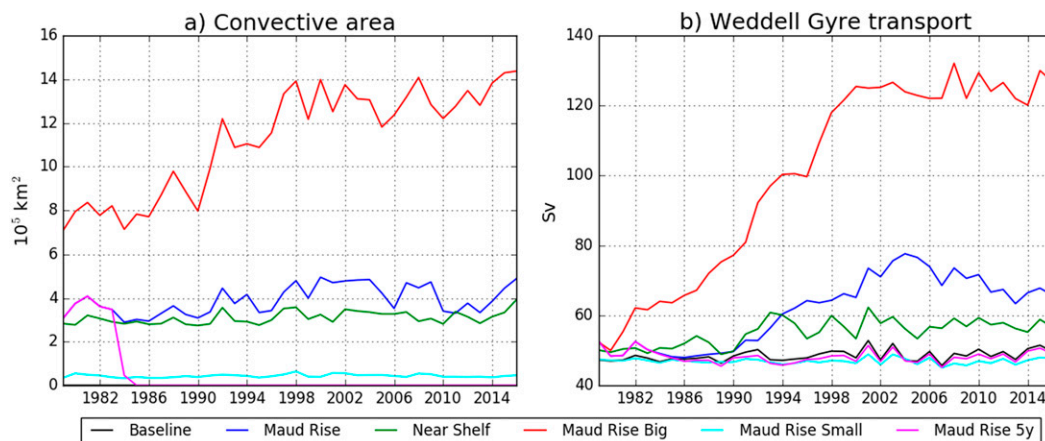 a) Convective area
16
14
12
10
8
6
4
2
0
10⁵ km²
1982 1986 1990 1994 1998 2002 2006 2010 2014
b) Weddell Gyre transport
140
120
100
80
60
40
Sv
1982 1986 1990 1994 1998 2002 2006 2010 2014
Baseline Maud Rise Near Shelf Maud Rise Big Maud Rise Small Maud Rise 5y